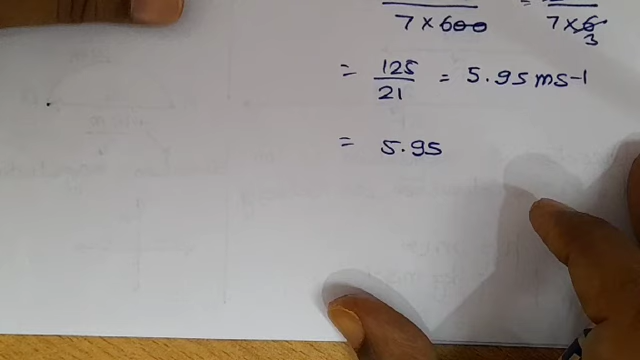 7 × 600 = 7 × 6 3
= 125/21 = 5.95 ms-1
= 5.95